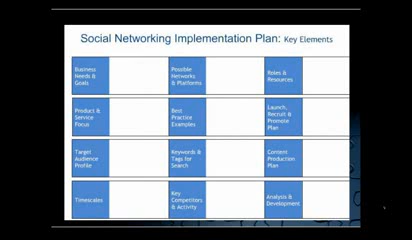 Social Networking Implementation Plan: Key Elements
Business
Needs &
Goals
Possible
Networks
& Platforms
Roles &
Resources
Product &
Service
Focus
Best
Practice
Examples
Launch,
Recruit &
Promote
Plan
Target
Audience
Profile
Keywords &
Tags for
Search
Content
Production
Plan
Timescales
Key
Competitors
& Activity
Analysis &
Development